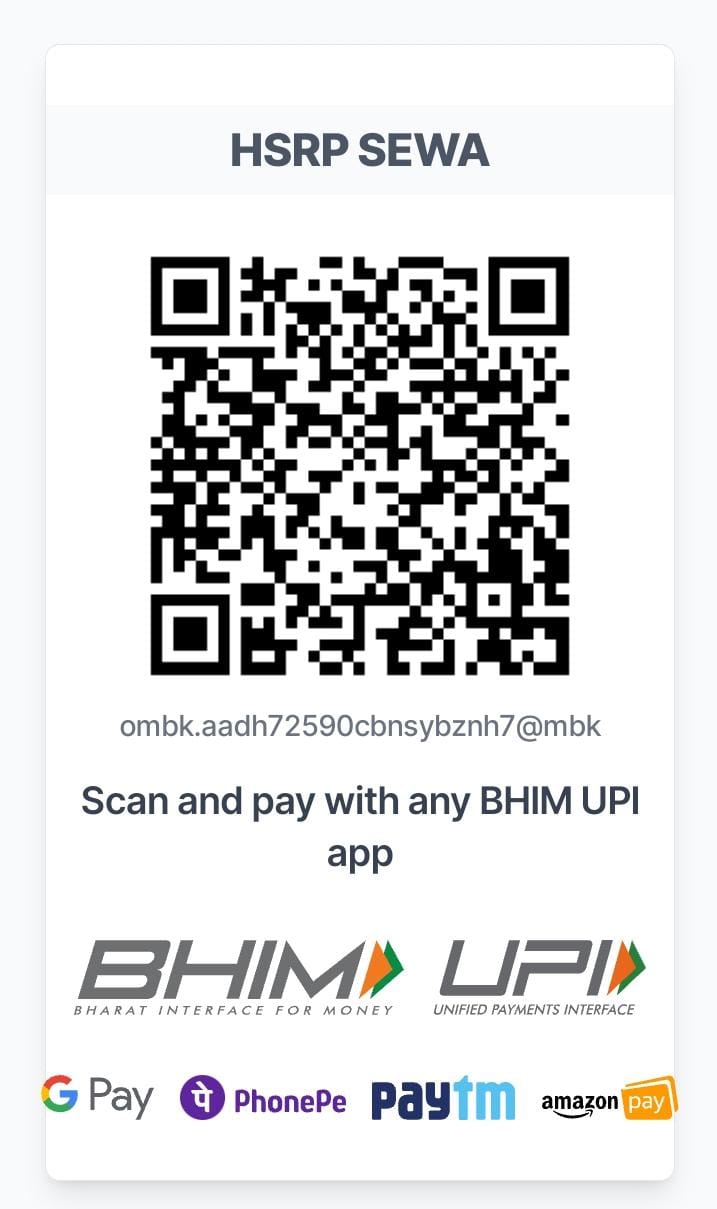 HSRP SEWA
ombk.aadh72590cbnsybznh7@mbk
Scan and pay with any BHIM UPI
app
BHIM UPI
BHARAT INTERFACE FOR MONEY UNIFIED PAYMENTS INTERFACE
G Pay पे PhonePe paytm amazon pay